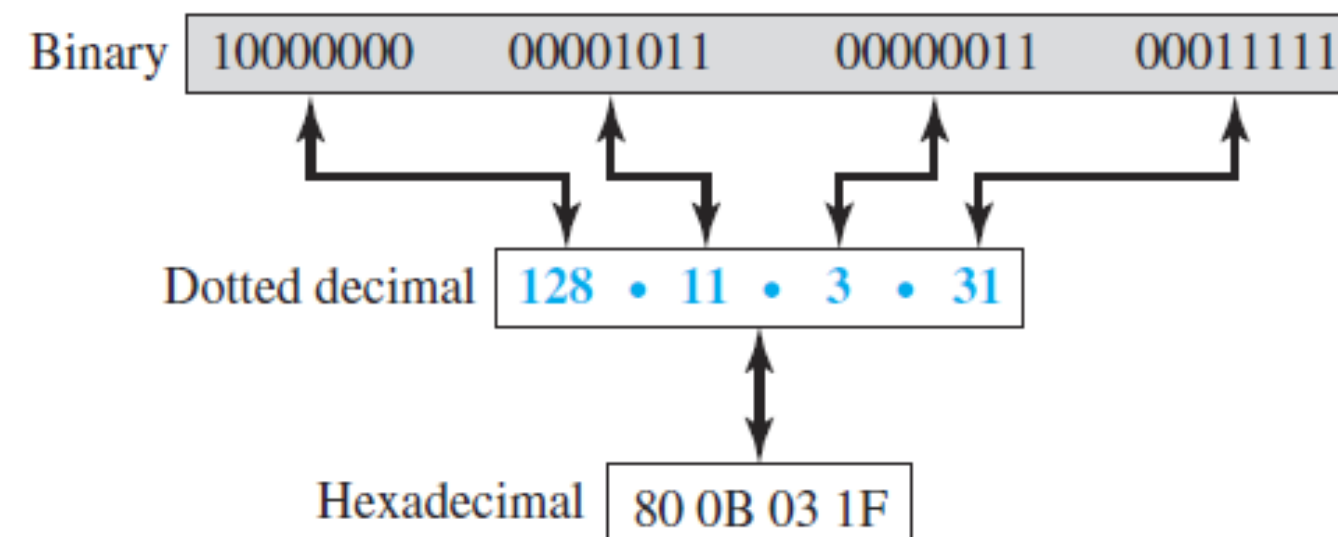 Binary 10000000 00001011 00000011 00011111
Dotted decimal 128 • 11 • 3 • 31
Hexadecimal 80 0B 03 1F